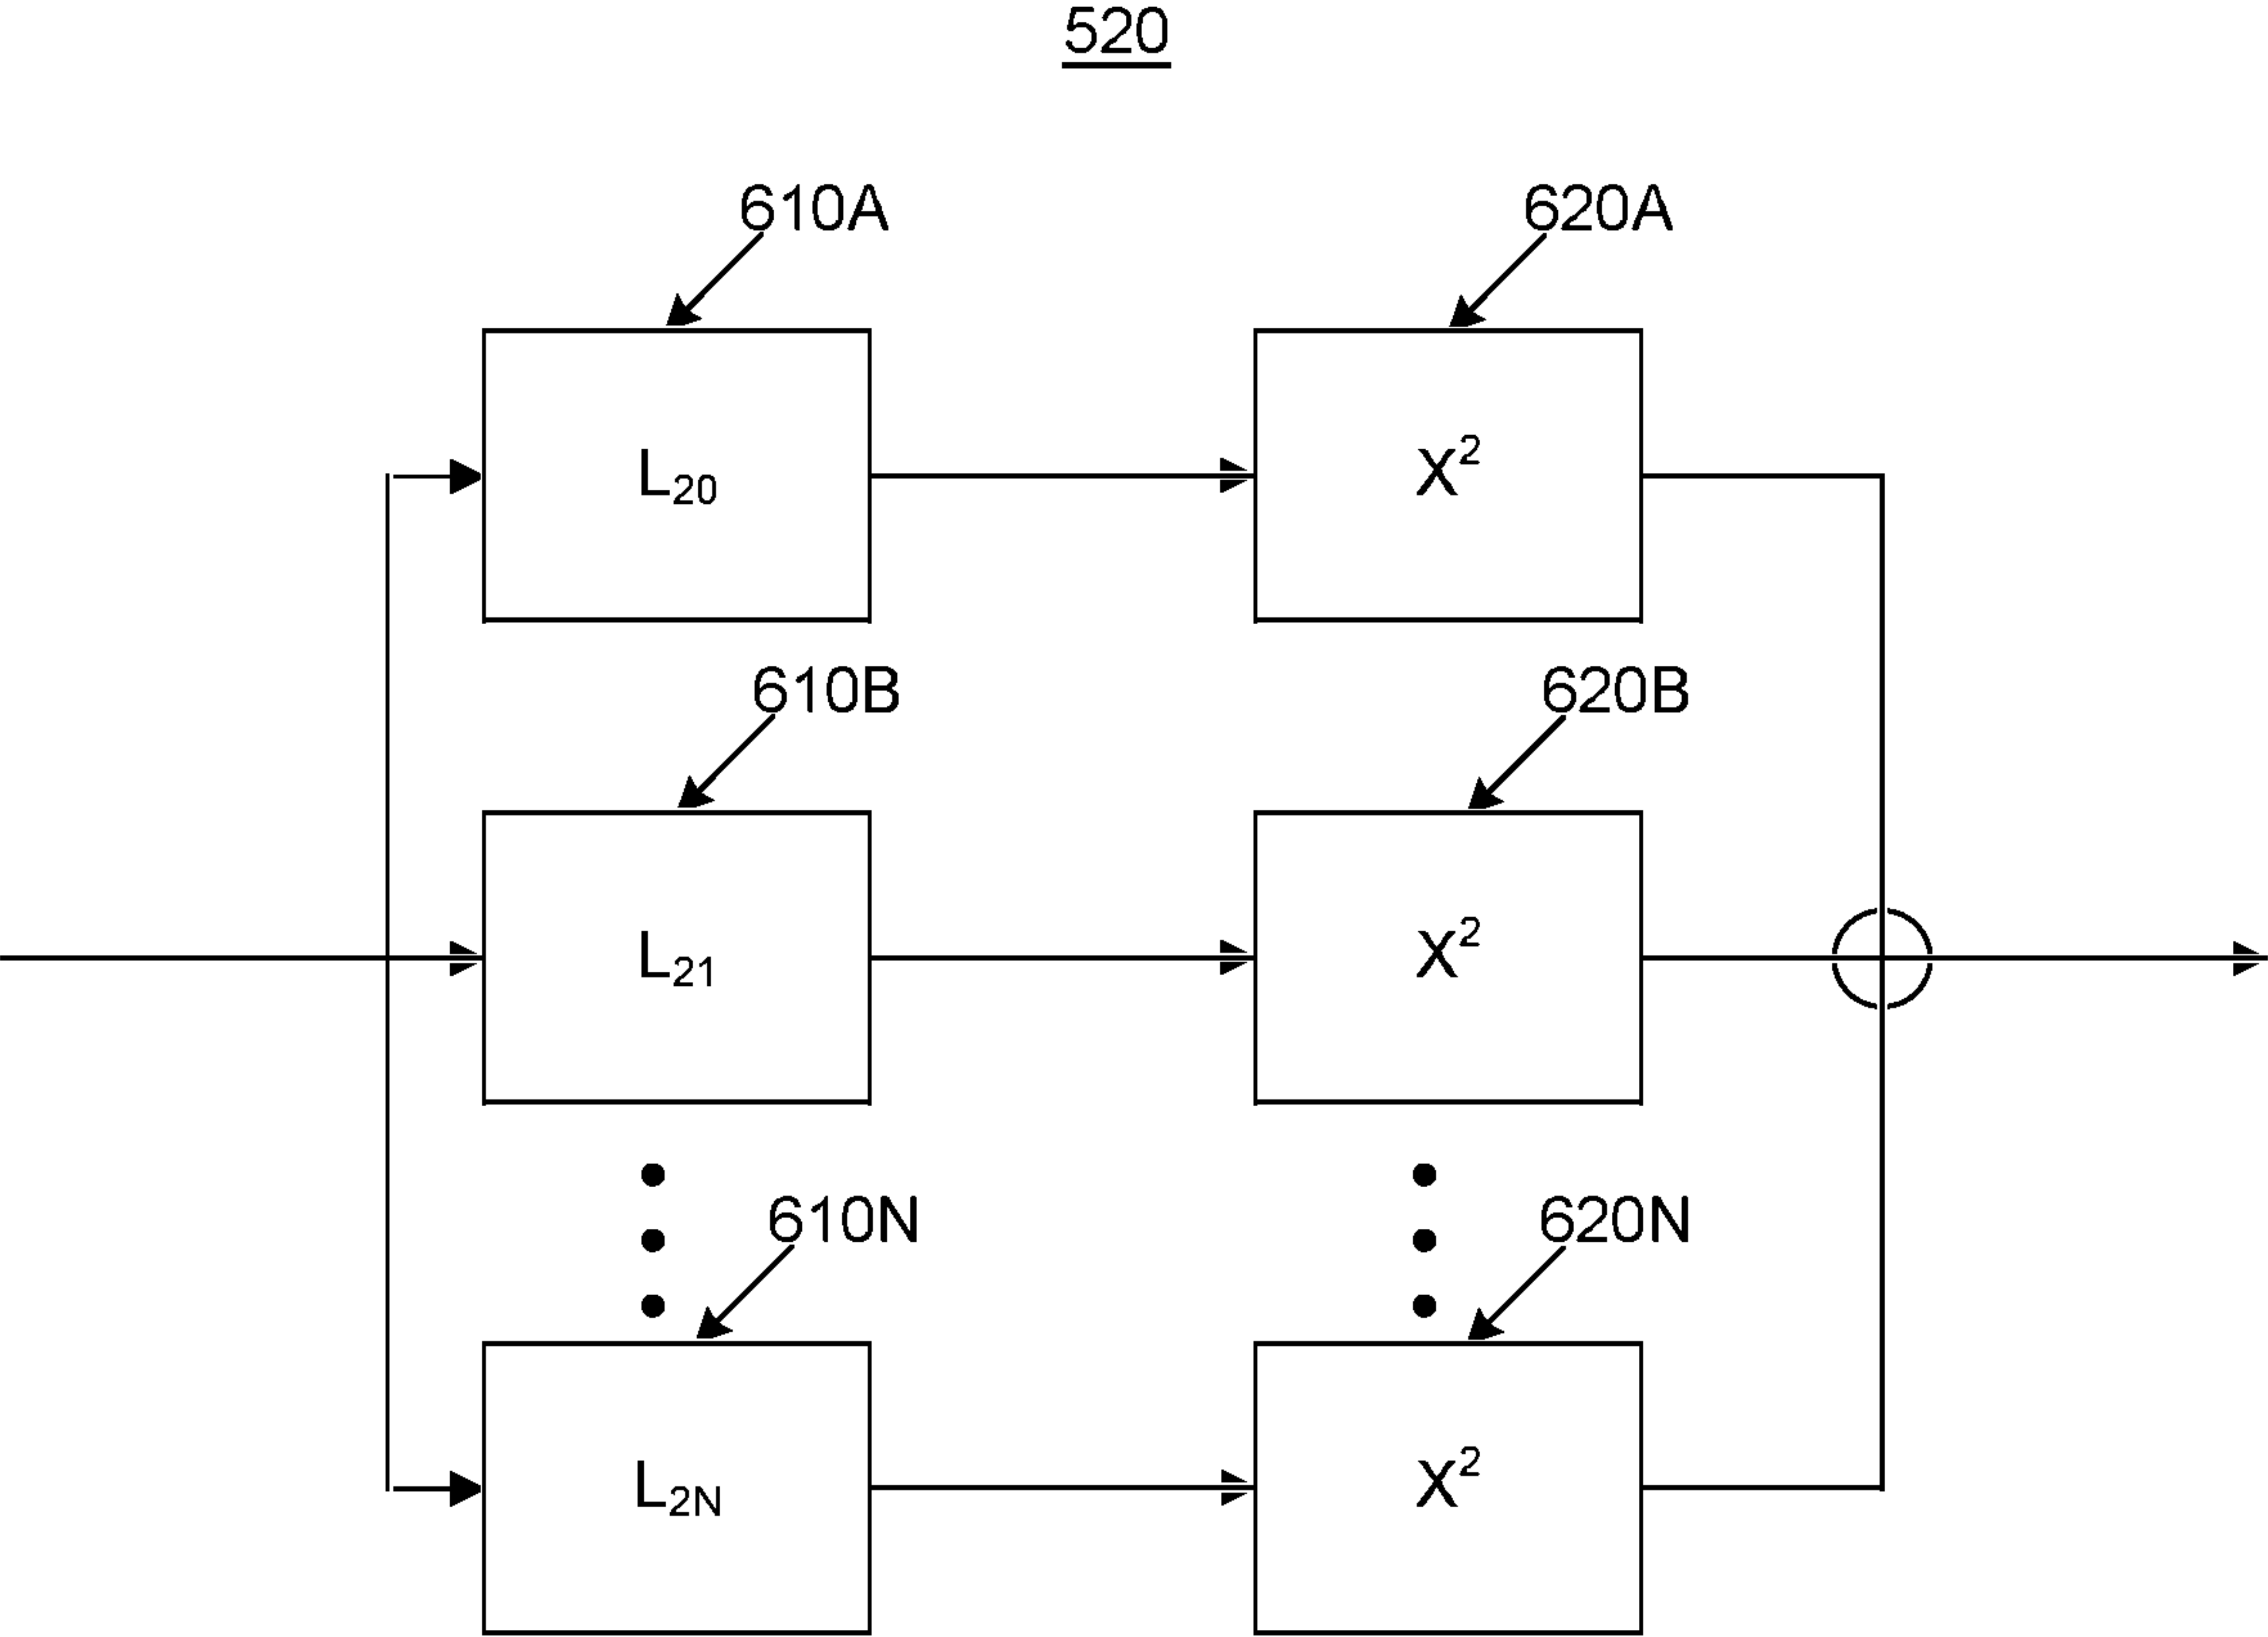 520
610A 620A
L₂₀ X²
610B 620B
L₂₁ X²
610N 620N
L₂N X²